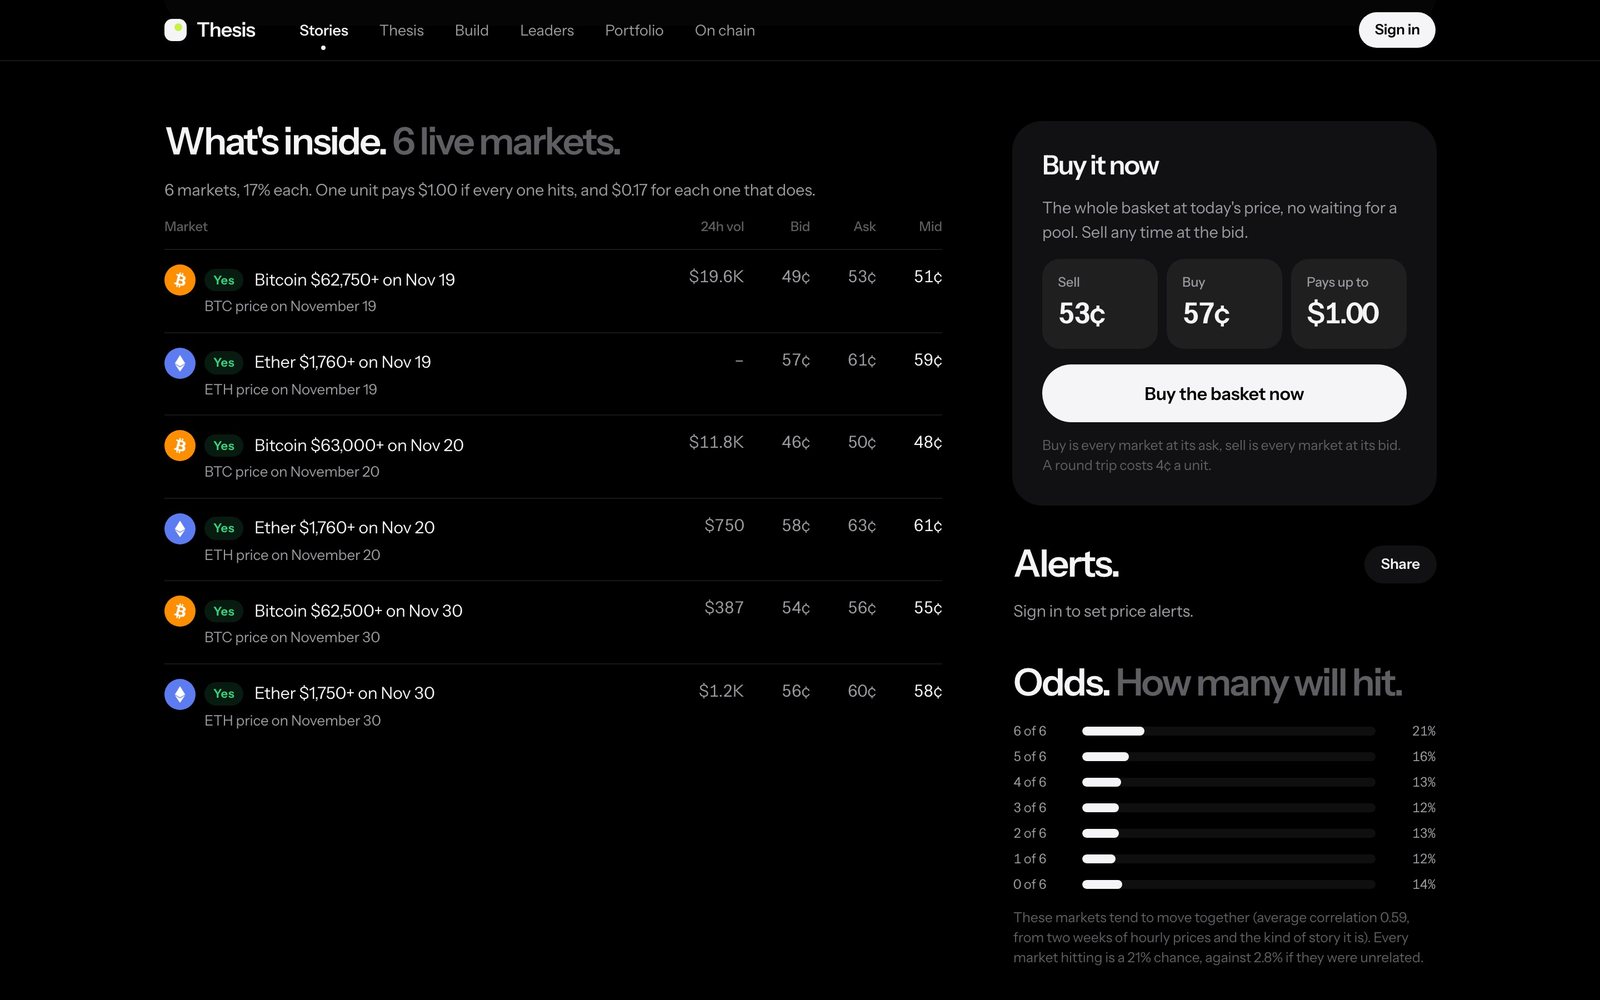 Thesis
Stories
Thesis
Build
Leaders
Portfolio
On chain
Sign in
What's inside. 6 live markets.
6 markets, 17% each. One unit pays $1.00 if every one hits, and $0.17 for each one that does.
Market 24h vol Bid Ask Mid
Yes Bitcoin $62,750+ on Nov 19 $19.6K 49¢ 53¢ 51¢
BTC price on November 19
Yes Ether $1,760+ on Nov 19 – 57¢ 61¢ 59¢
ETH price on November 19
Yes Bitcoin $63,000+ on Nov 20 $11.8K 46¢ 50¢ 48¢
BTC price on November 20
Yes Ether $1,760+ on Nov 20 $750 58¢ 63¢ 61¢
ETH price on November 20
Yes Bitcoin $62,500+ on Nov 30 $387 54¢ 56¢ 55¢
BTC price on November 30
Yes Ether $1,750+ on Nov 30 $1.2K 56¢ 60¢ 58¢
ETH price on November 30
Buy it now
The whole basket at today's price, no waiting for a
pool. Sell any time at the bid.
Sell Buy Pays up to
53¢ 57¢ $1.00
Buy the basket now
Buy is every market at its ask, sell is every market at its bid.
A round trip costs 4¢ a unit.
Alerts.
Share
Sign in to set price alerts.
Odds. How many will hit.
6 of 6 21%
5 of 6 16%
4 of 6 13%
3 of 6 12%
2 of 6 13%
1 of 6 12%
0 of 6 14%
These markets tend to move together (average correlation 0.59,
from two weeks of hourly prices and the kind of story it is). Every
market hitting is a 21% chance, against 2.8% if they were unrelated.